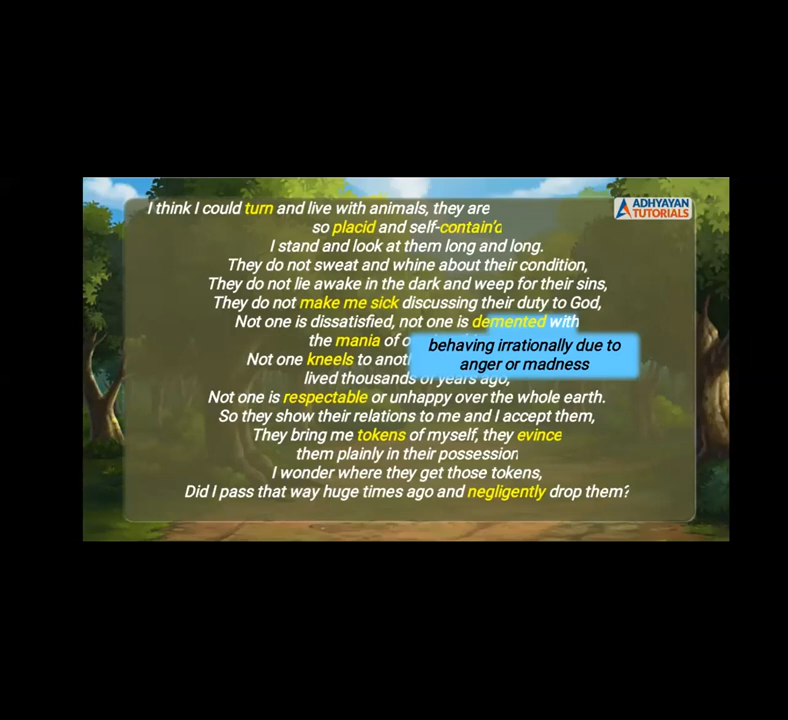 I think I could turn and live with animals, they are
so placid and self-contain'd
I stand and look at them long and long.
They do not sweat and whine about their condition,
They do not lie awake in the dark and weep for their sins,
They do not make me sick discussing their duty to God,
Not one is dissatisfied, not one is demented with
the mania of
behaving irrationally due to
anger or madness
Not one kneels to
lived thousands of years ago,
Not one is respectable or unhappy over the whole earth.
So they show their relations to me and I accept them,
They bring me tokens of myself, they evince
them plainly in their possession
I wonder where they get those tokens,
Did I pass that way huge times ago and negligently drop them?
ADHYAYAN
TUTORIALS